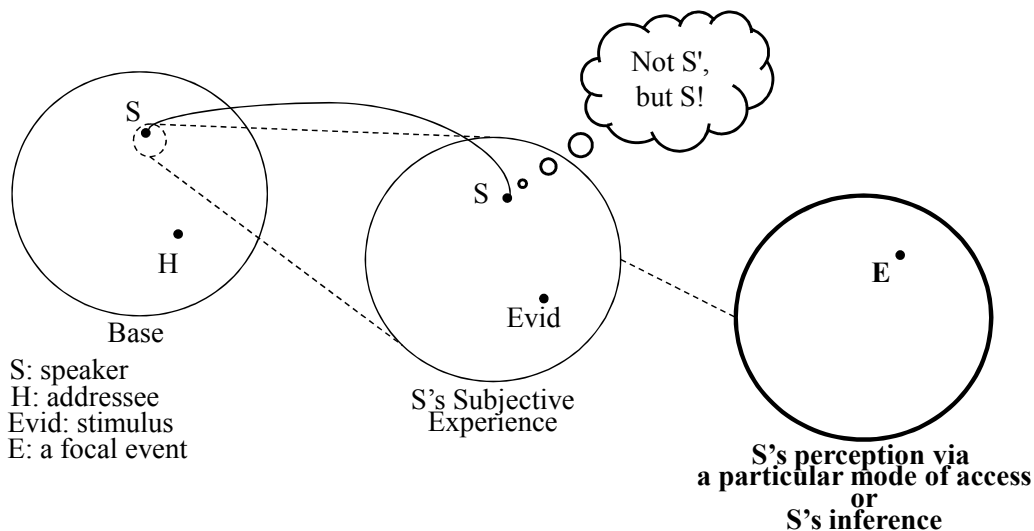 Not S',
but S!
S
H
Base
S: speaker
H: addressee
Evid: stimulus
E: a focal event
S
Evid
S’s Subjective
Experience
E
S’s perception via
a particular mode of access
or
S’s inference